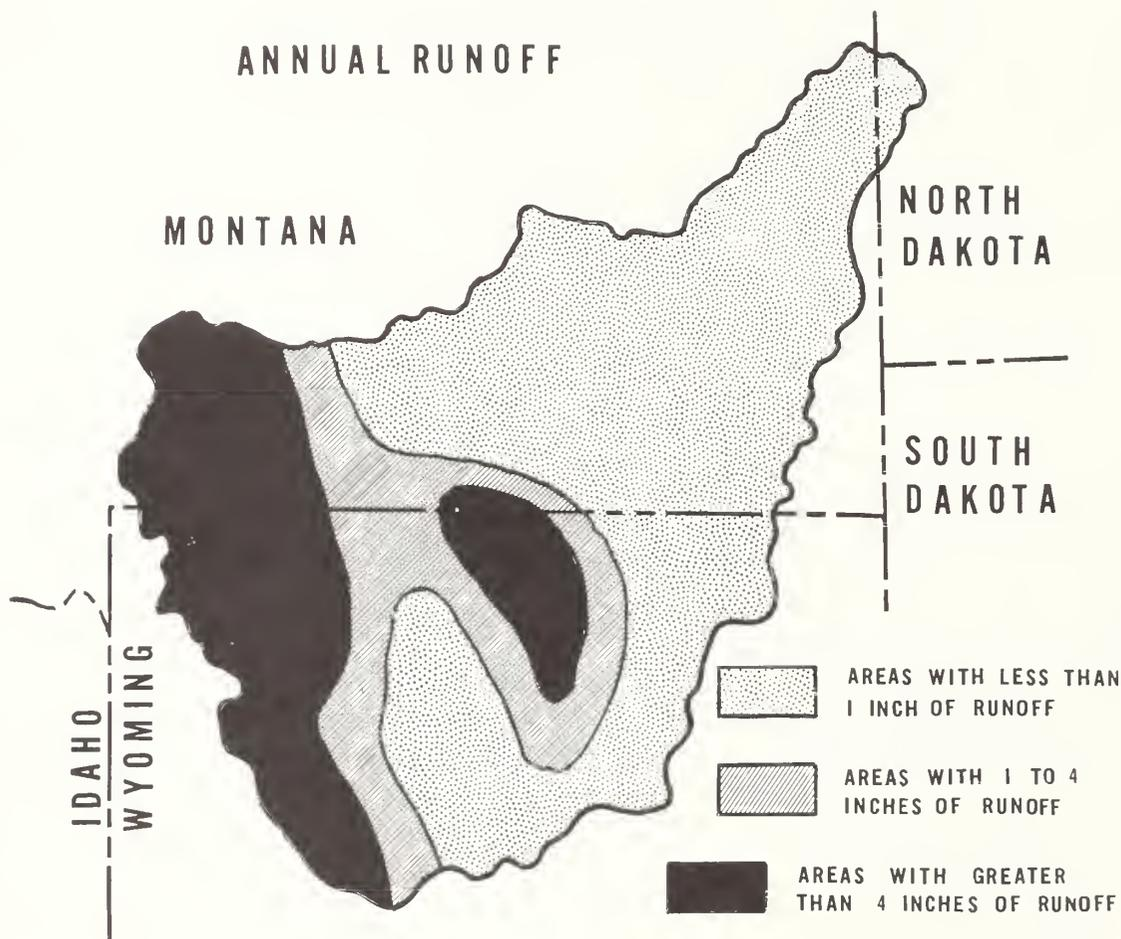 ANNUAL RUNOFF
MONTANA
NORTH
DAKOTA
SOUTH
DAKOTA
IDAHO
WYOMING
AREAS WITH LESS THAN
1 INCH OF RUNOFF
AREAS WITH 1 TO 4
INCHES OF RUNOFF
AREAS WITH GREATER
THAN 4 INCHES OF RUNOFF